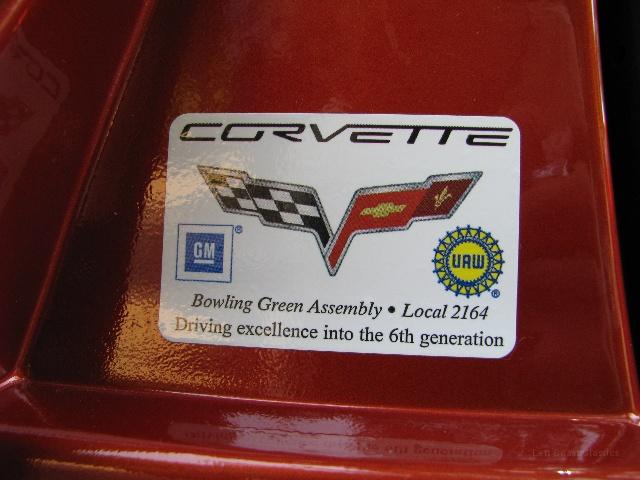 CORVETTE
GM
UAW
Bowling Green Assembly • Local 2164
Driving excellence into the 6th generation